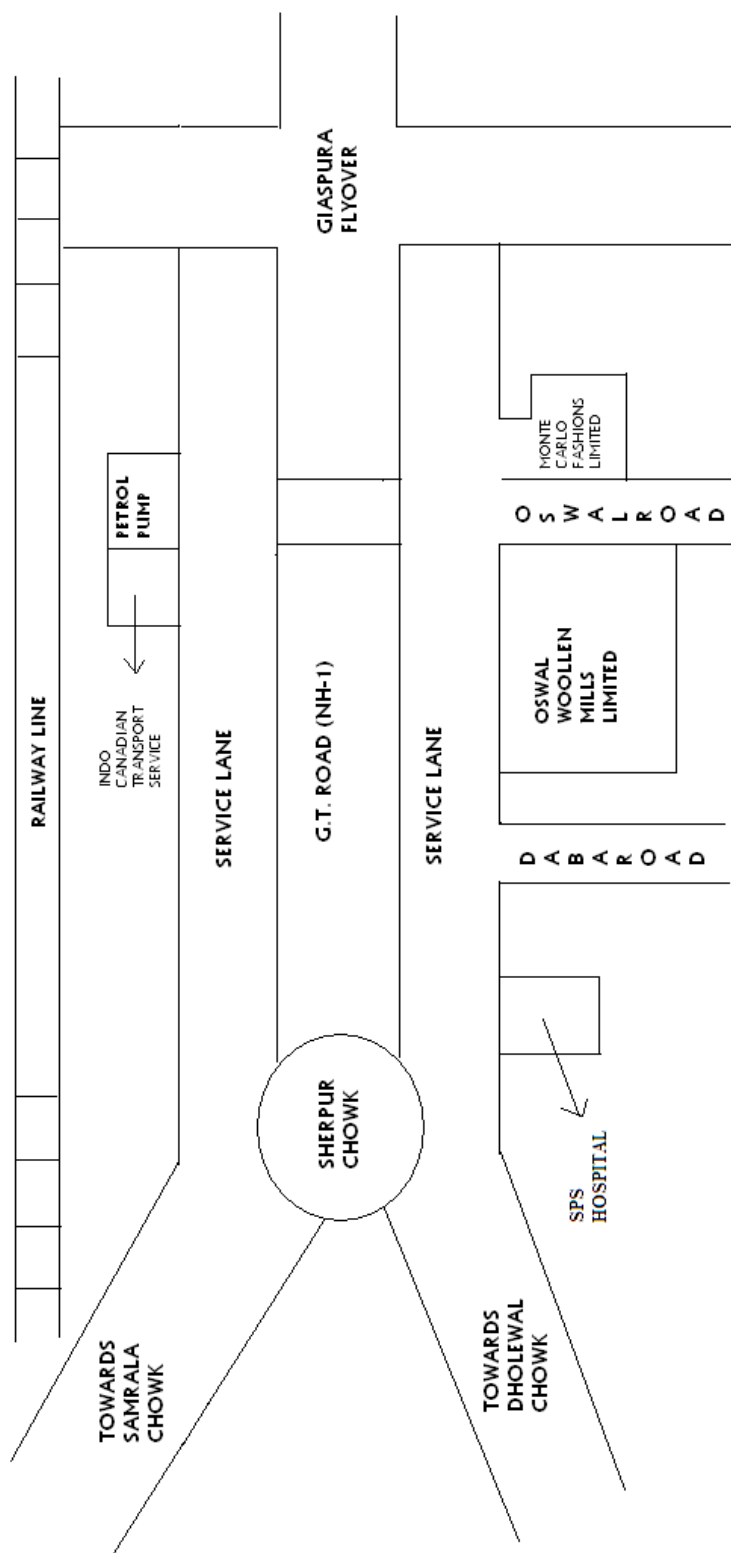 RAILWAY LINE
INDO
CANADIAN
TRANSPORT
SERVICE
PETROL
PUMP
SERVICE LANE
TOWARDS
SAMRALA
CHOWK
SHERPUR
CHOWK
G.T. ROAD (NH-1)
GIASPURA
FLYOVER
SERVICE LANE
TOWARDS
DHOLEWAL
CHOWK
SPS
HOSPITAL
DABA ROAD
OSWAL
WOOLLEN
MILLS
LIMITED
OSWAL ROAD
MONTE
CARLO
FASHIONS
LIMITED